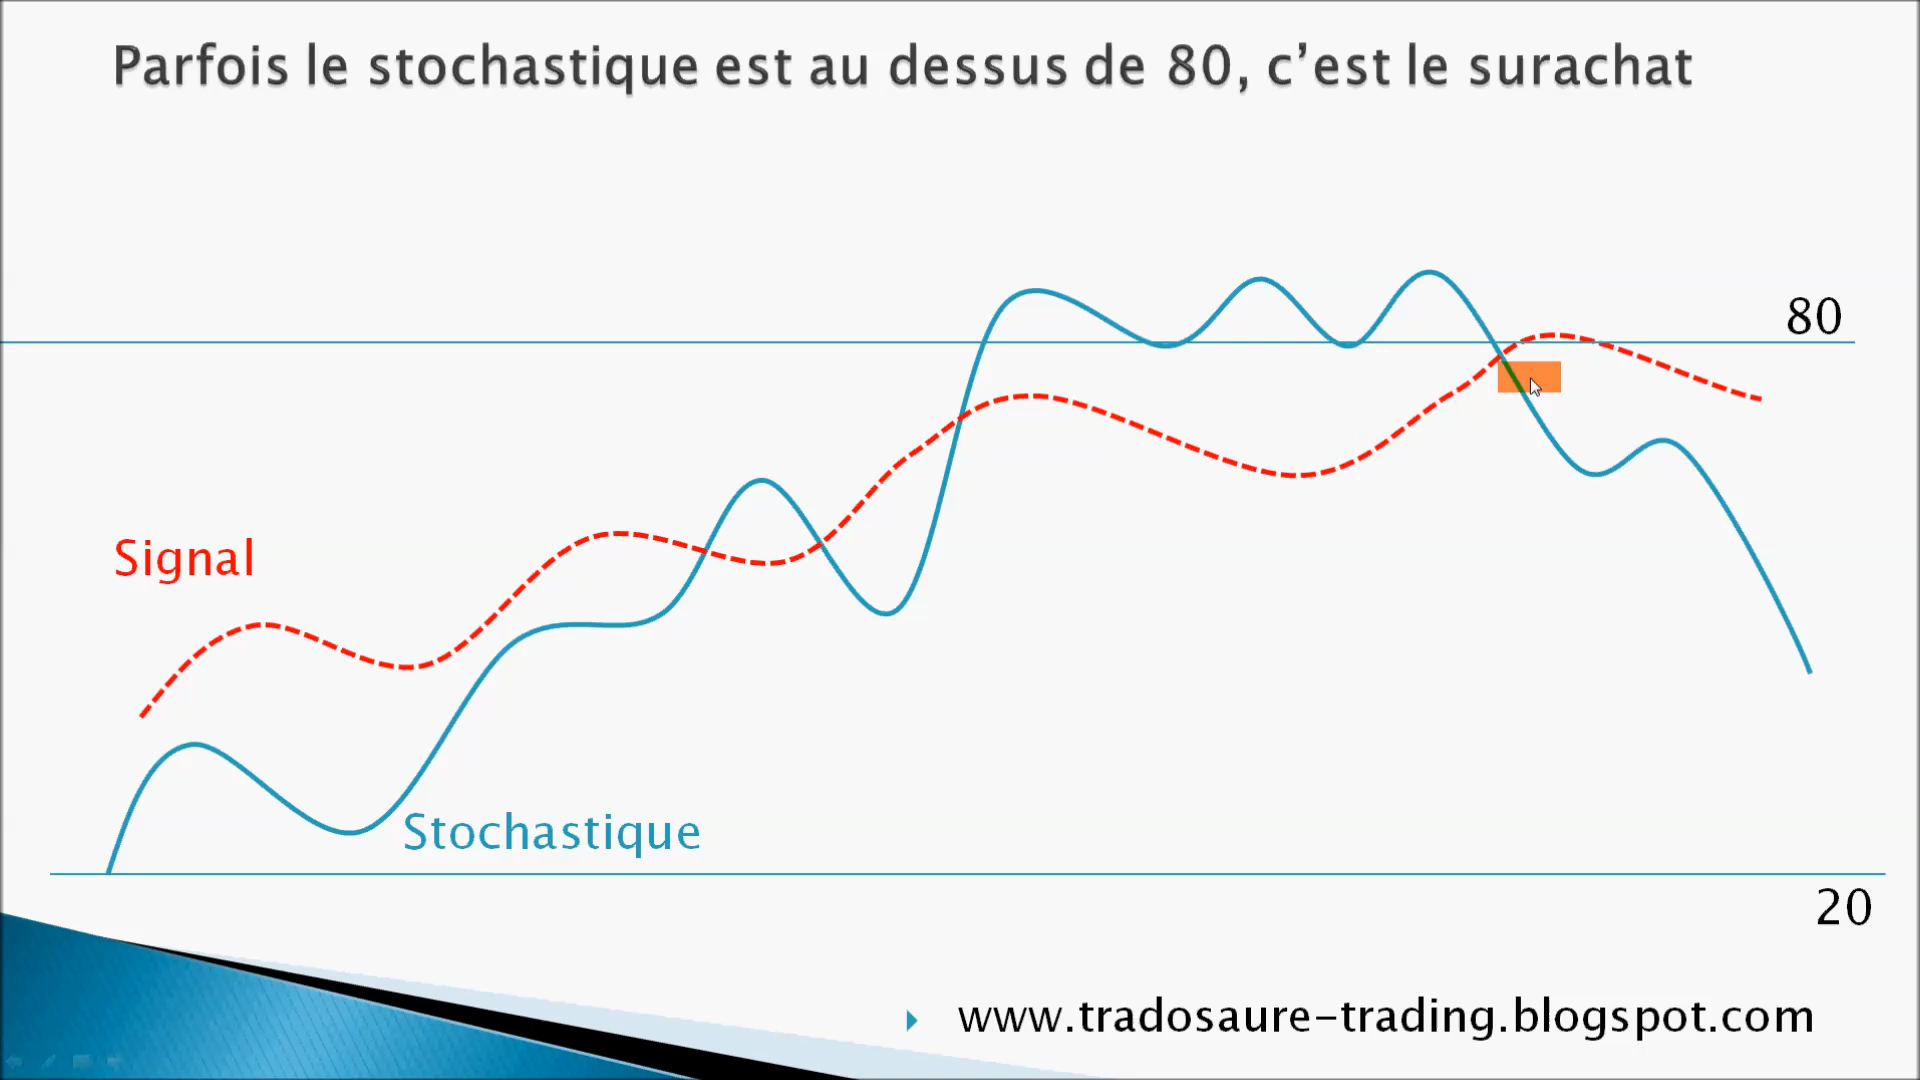 Parfois le stochastique est au dessus de 80, c’est le surachat
80
Signal
Stochastique
20
www.tradosaure-trading.blogspot.com